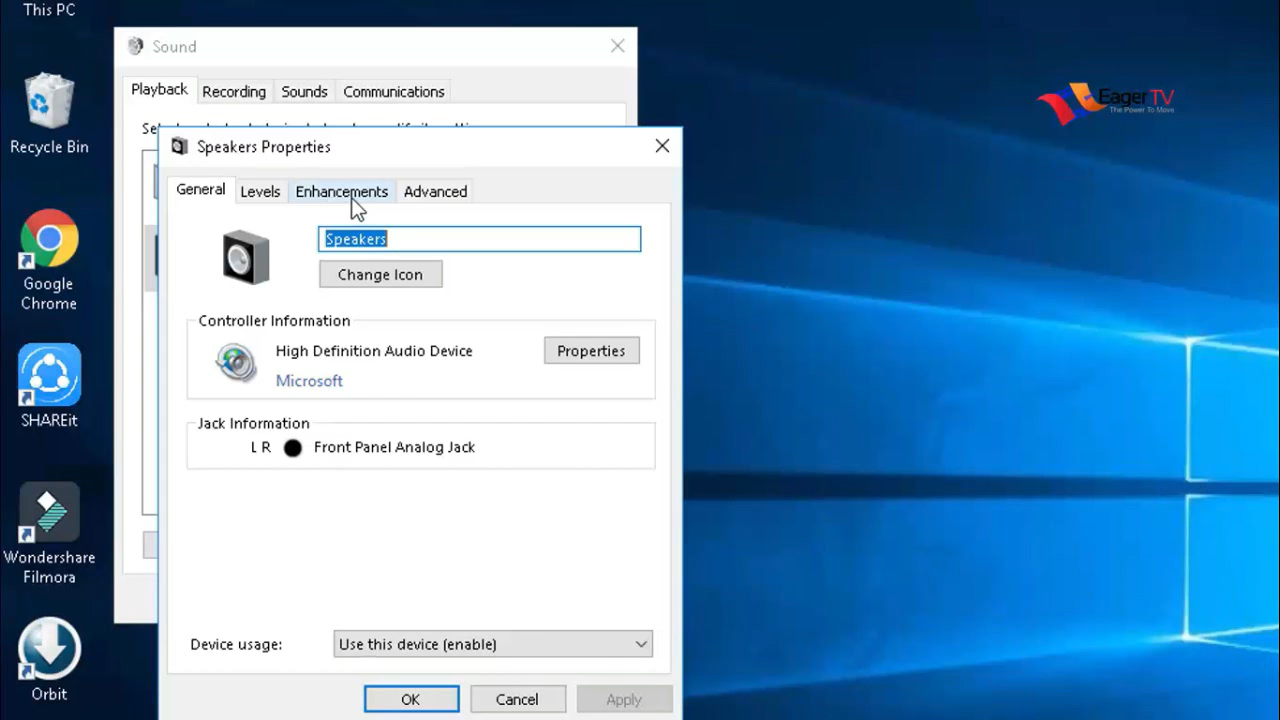 This PC
Recycle Bin
Google
Chrome
SHAREit
Wondershare
Filmora
Orbit
Sound
Playback
Recording
Sounds
Communications
Speakers Properties
General
Levels
Enhancements
Advanced
Speakers
Change Icon
Controller Information
High Definition Audio Device
Properties
Microsoft
Jack Information
L R
Front Panel Analog Jack
Device usage:
Use this device (enable)
OK
Cancel
Apply
EagerTV
The Power To Move